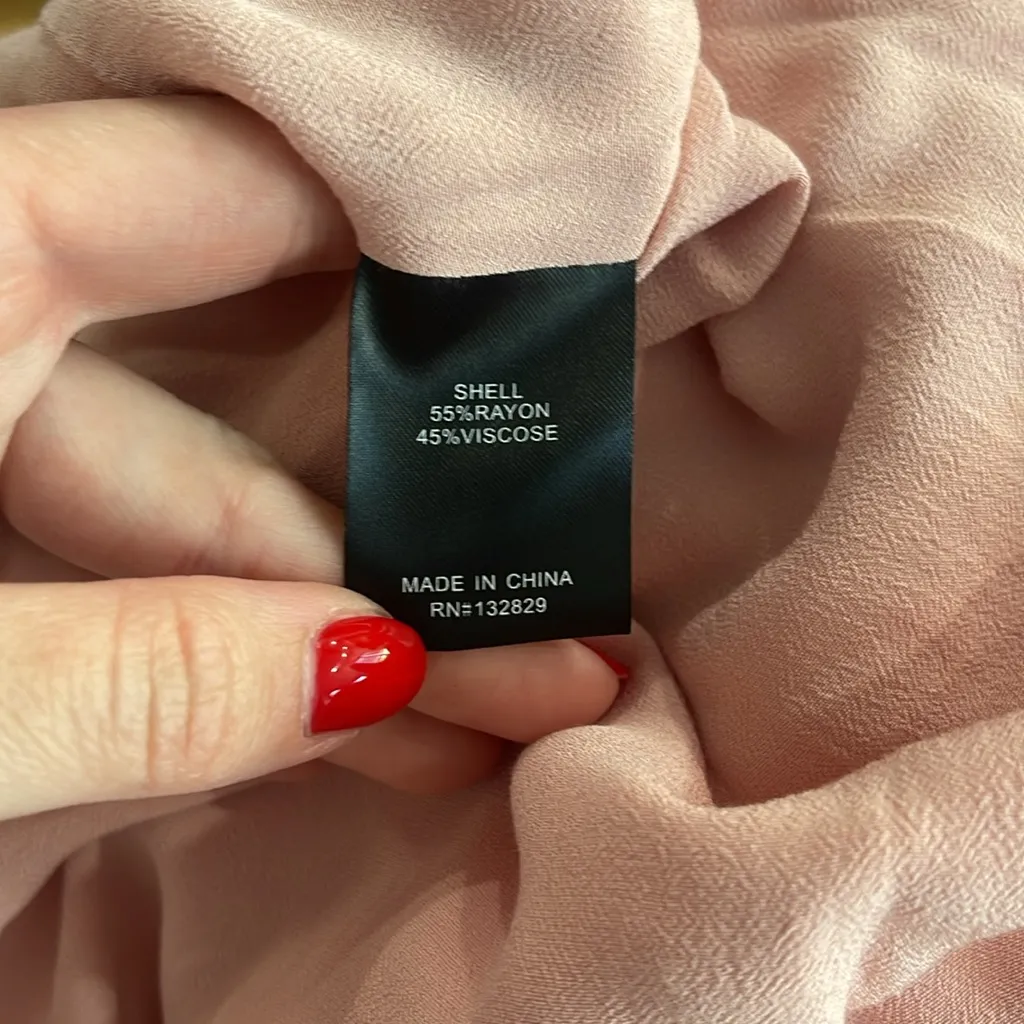 SHELL
55%RAYON
45%VISCOSE
MADE IN CHINA
RN#132829